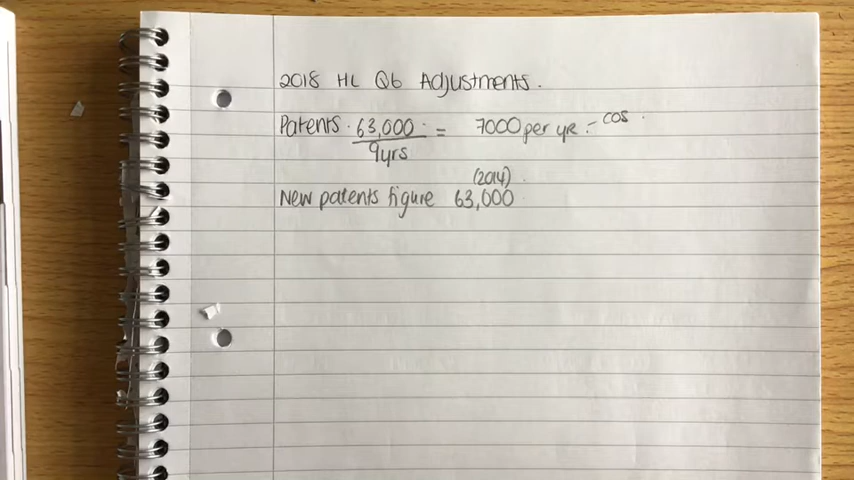 2018 HL Q6 Adjustments.
Patents. 63,000 = 7000 per yr. - COS.
9yrs
(2014)
New patents figure 63,000